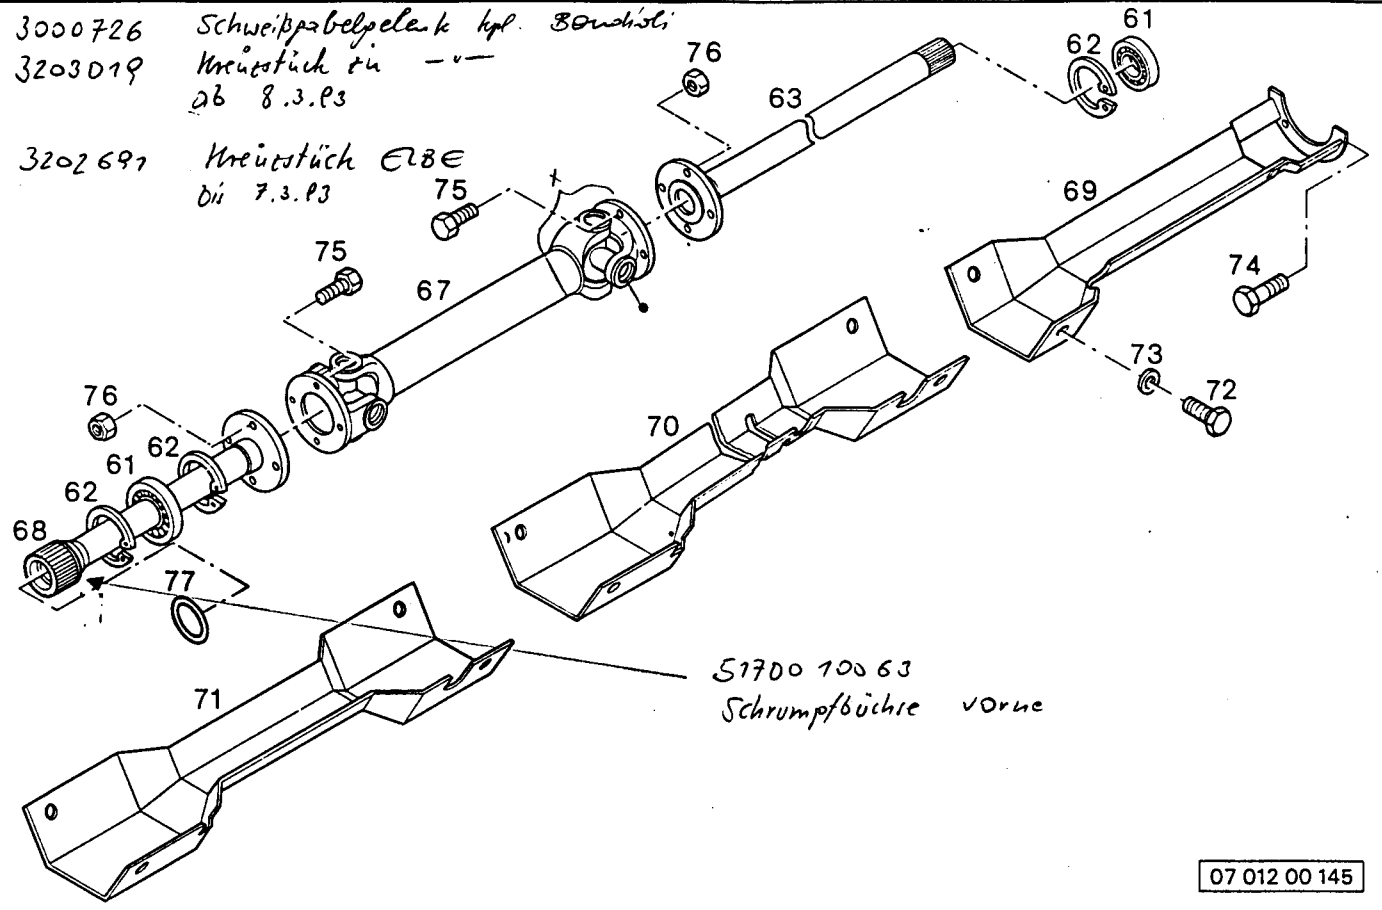 3000726 Schweißgabelgelenk kpl. Bondioli
3203019 Kreuzstück zu
ab 8.3.83
3202691 Kreuzstück ELBE
bis 7.3.83
61
62
76
63
75
x
69
75
67
74
73
72
76
62
61
70
62
68
77
71
51700 10063
Schrumpfbüchse vorne
07 012 00 145